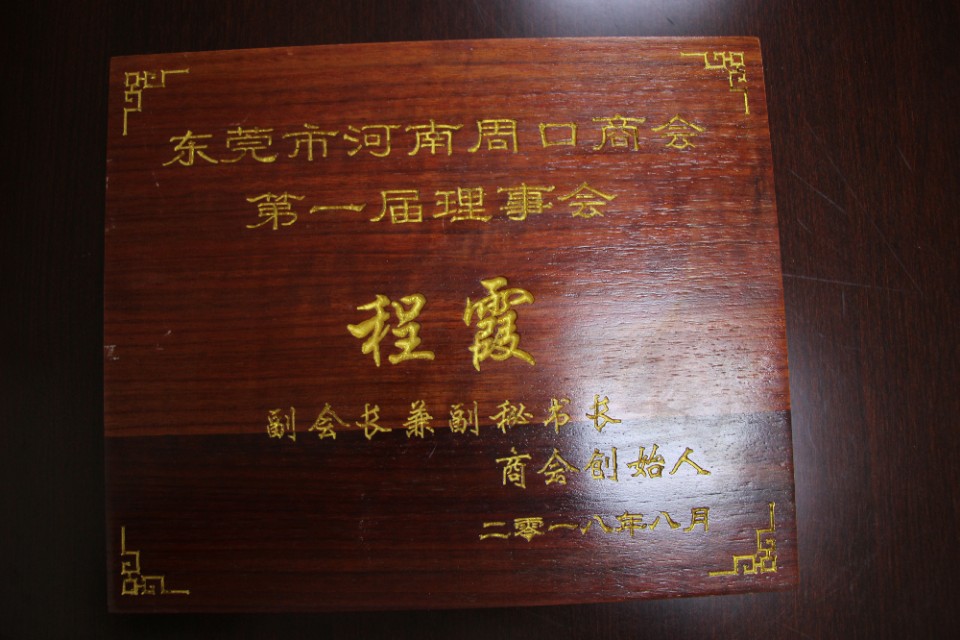 东莞市河南周口商会
第一届理事会
程霞
副会长兼副秘书长
商会创始人
二零一八年八月